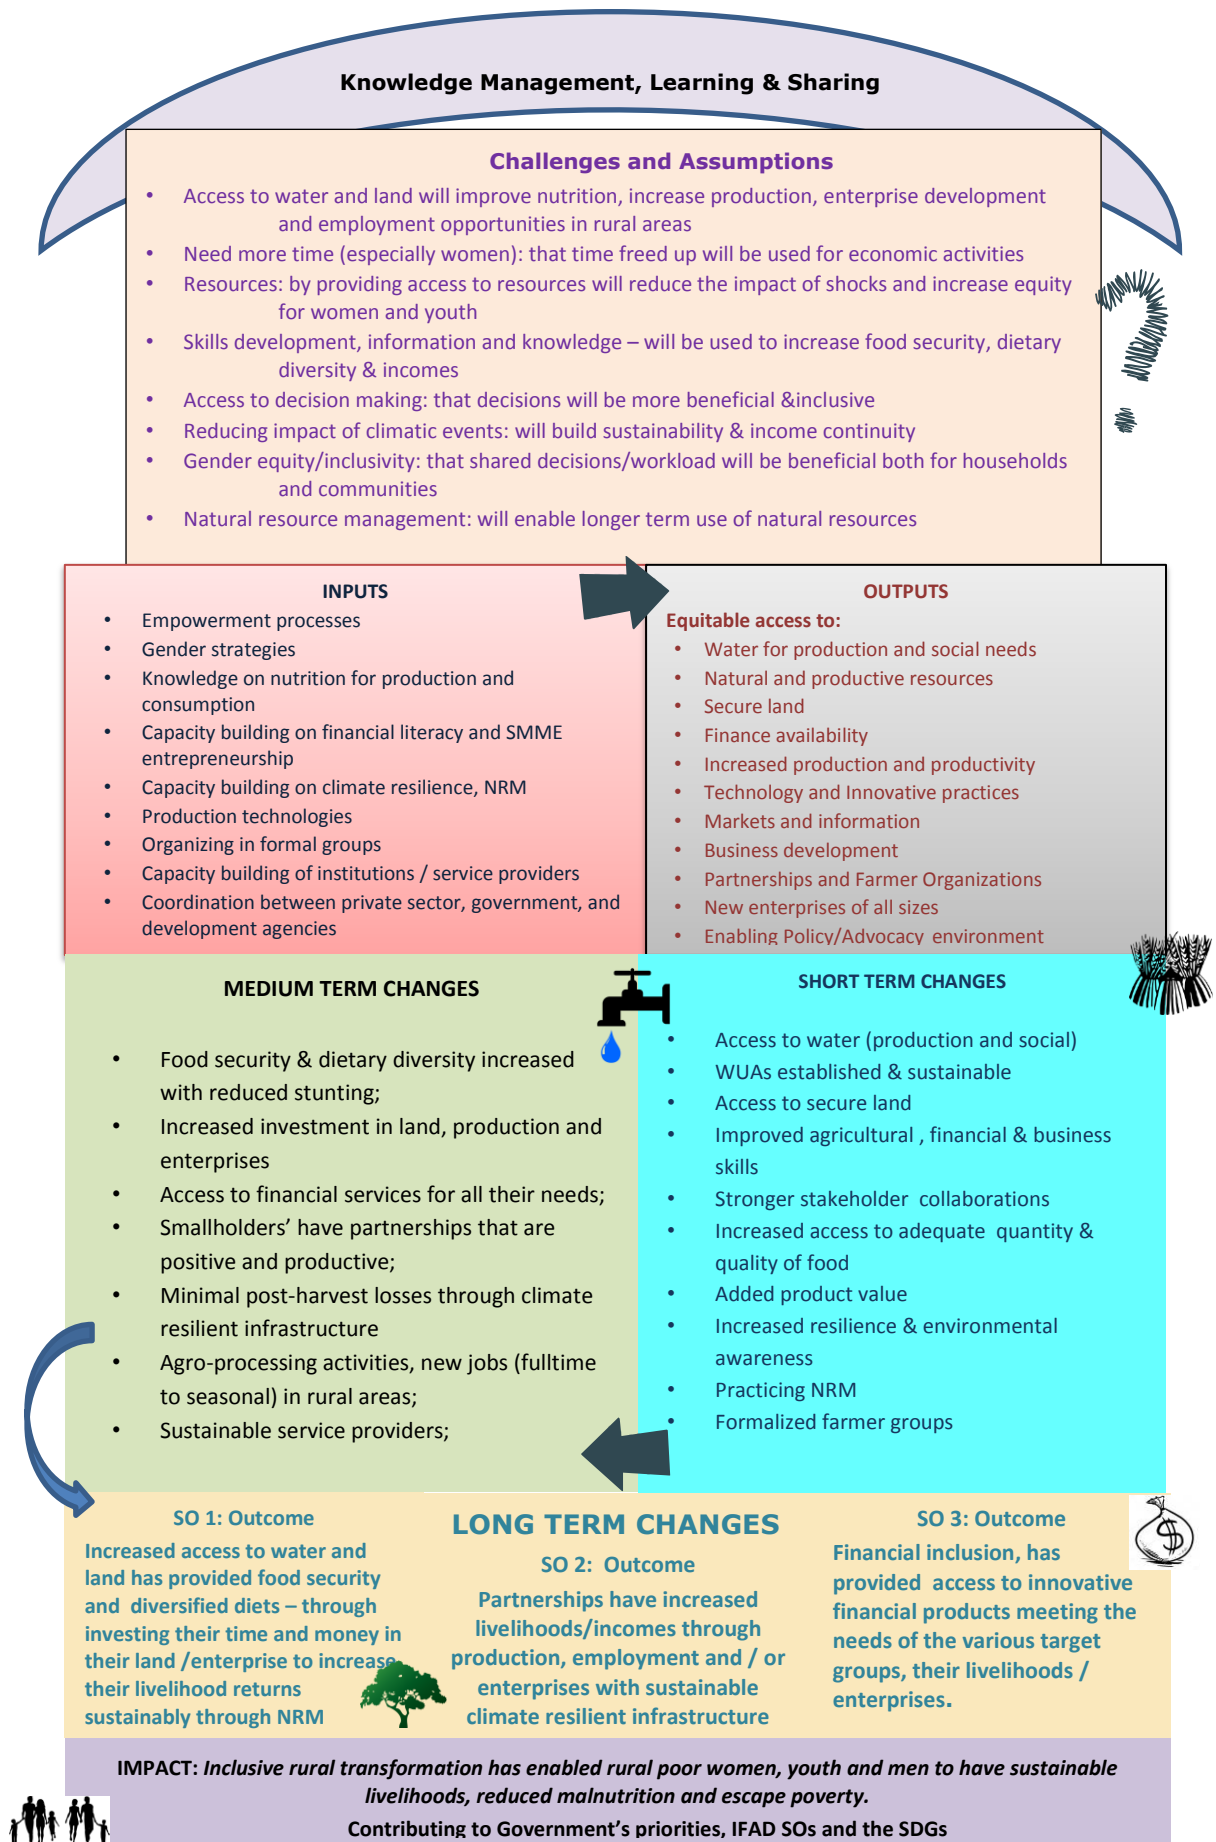 Knowledge Management, Learning & Sharing
Challenges and Assumptions
• Access to water and land will improve nutrition, increase production, enterprise development
and employment opportunities in rural areas
• Need more time (especially women): that time freed up will be used for economic activities
• Resources: by providing access to resources will reduce the impact of shocks and increase equity
for women and youth
• Skills development, information and knowledge – will be used to increase food security, dietary
diversity & incomes
• Access to decision making: that decisions will be more beneficial &inclusive
• Reducing impact of climatic events: will build sustainability & income continuity
• Gender equity/inclusivity: that shared decisions/workload will be beneficial both for households
and communities
• Natural resource management: will enable longer term use of natural resources
INPUTS
• Empowerment processes
• Gender strategies
• Knowledge on nutrition for production and
consumption
• Capacity building on financial literacy and SMME
entrepreneurship
• Capacity building on climate resilience, NRM
• Production technologies
• Organizing in formal groups
• Capacity building of institutions / service providers
• Coordination between private sector, government, and
development agencies
OUTPUTS
Equitable access to:
• Water for production and social needs
• Natural and productive resources
• Secure land
• Finance availability
• Increased production and productivity
• Technology and Innovative practices
• Markets and information
• Business development
• Partnerships and Farmer Organizations
• New enterprises of all sizes
• Enabling Policy/Advocacy environment
MEDIUM TERM CHANGES
• Food security & dietary diversity increased
with reduced stunting;
• Increased investment in land, production and
enterprises
• Access to financial services for all their needs;
• Smallholders’ have partnerships that are
positive and productive;
• Minimal post-harvest losses through climate
resilient infrastructure
• Agro-processing activities, new jobs (fulltime
to seasonal) in rural areas;
• Sustainable service providers;
SHORT TERM CHANGES
• Access to water (production and social)
• WUAs established & sustainable
• Access to secure land
• Improved agricultural , financial & business
skills
• Stronger stakeholder collaborations
• Increased access to adequate quantity &
quality of food
• Added product value
• Increased resilience & environmental
awareness
• Practicing NRM
• Formalized farmer groups
LONG TERM CHANGES
SO 1: Outcome
Increased access to water and
land has provided food security
and diversified diets – through
investing their time and money in
their land /enterprise to increase
their livelihood returns
sustainably through NRM
SO 2: Outcome
Partnerships have increased
livelihoods/incomes through
production, employment and / or
enterprises with sustainable
climate resilient infrastructure
SO 3: Outcome
Financial inclusion, has
provided access to innovative
financial products meeting the
needs of the various target
groups, their livelihoods /
enterprises.
$
IMPACT: Inclusive rural transformation has enabled rural poor women, youth and men to have sustainable
livelihoods, reduced malnutrition and escape poverty.
Contributing to Government’s priorities, IFAD SOs and the SDGs